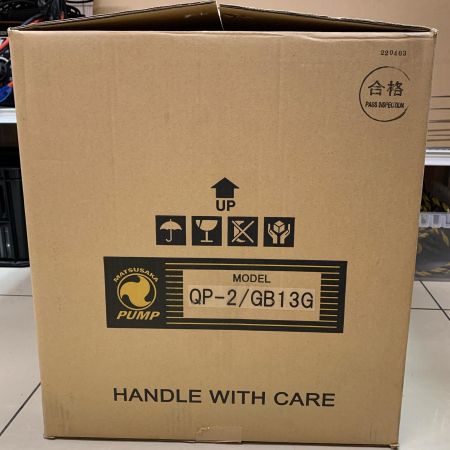 220403
合格
PASS INSPECTION
UP
MODEL
MATSUSAKA
PUMP
QP-2/GB13G
HANDLE WITH CARE